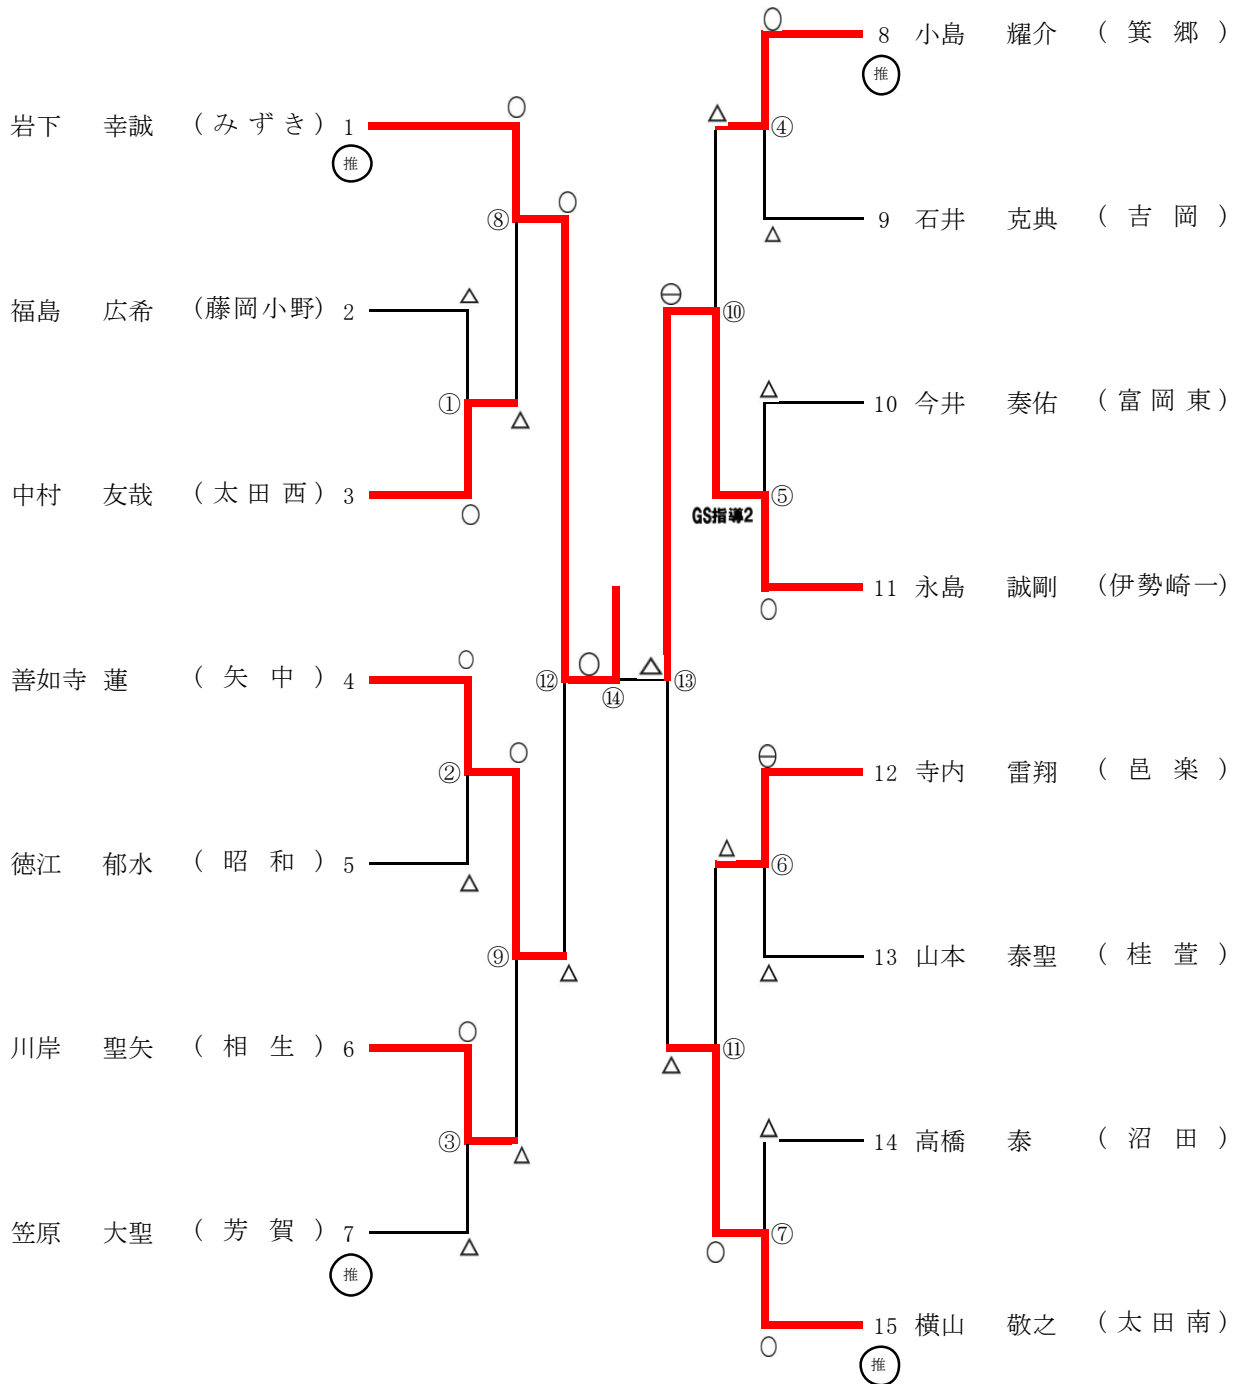 岩下 幸誠 (みずき) 1
推
⑧
福島 広希 (藤岡小野) 2
①
中村 友哉 (太田西) 3
善如寺 蓮 (矢中) 4
⑫
⑭
②
徳江 郁水 (昭和) 5
⑨
川岸 聖矢 (相生) 6
③
笠原 大聖 (芳賀) 7
推
8 小島 耀介 (箕郷)
推
④
9 石井 克典 (吉岡)
⑩
10 今井 奏佑 (富岡東)
⑤
GS指導2
11 永島 誠剛 (伊勢崎一)
⑬
12 寺内 雷翔 (邑楽)
⑥
13 山本 泰聖 (桂萱)
⑪
14 高橋 泰 (沼田)
⑦
15 横山 敬之 (太田南)
推